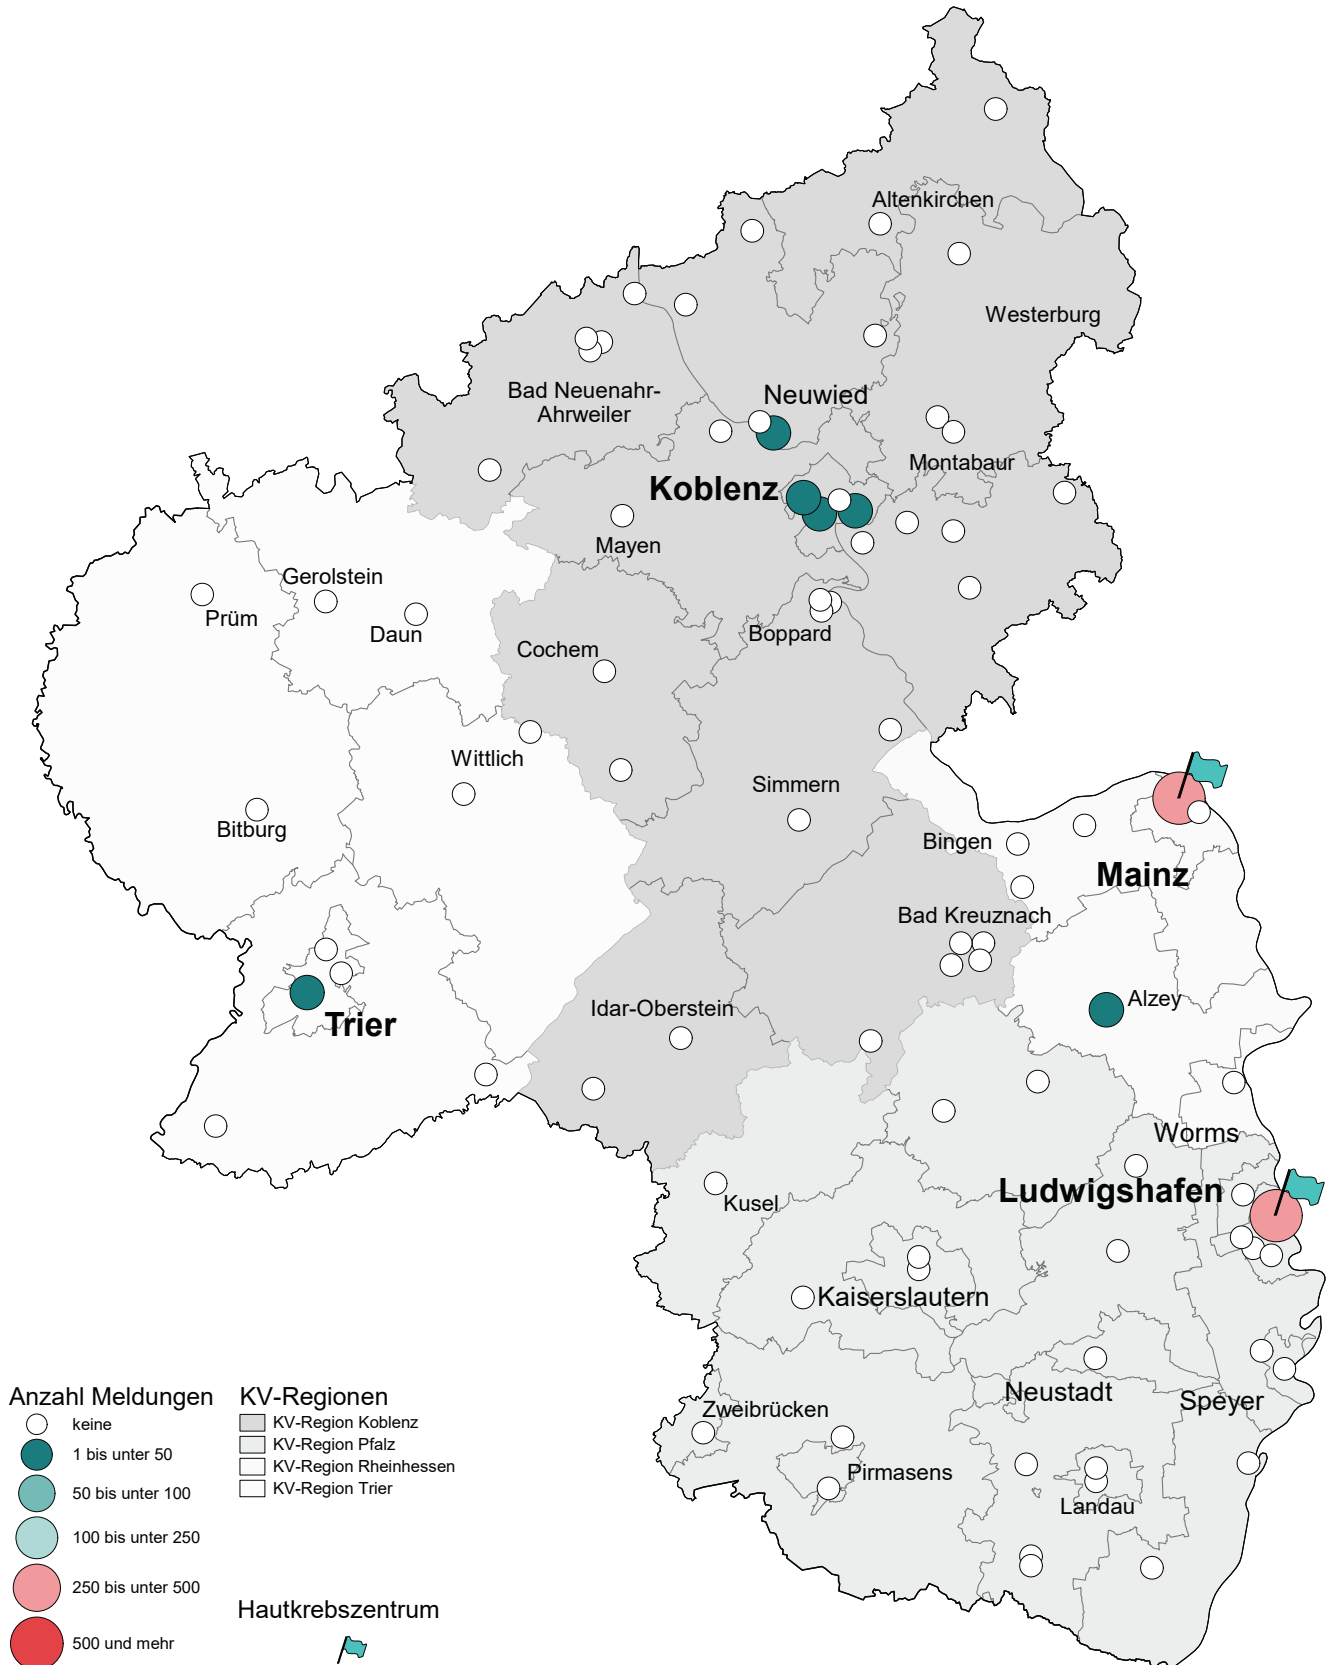 Altenkirchen
Westerburg
Bad Neuenahr-
Ahrweiler
Neuwied
Montabaur
Koblenz
Mayen
Gerolstein
Prüm
Daun
Boppard
Cochem
Wittlich
Simmern
Bitburg
Bingen
Mainz
Bad Kreuznach
Alzey
Idar-Oberstein
Trier
Worms
Ludwigshafen
Kusel
Kaiserslautern
Neustadt
Speyer
Zweibrücken
Pirmasens
Landau
Anzahl Meldungen
keine
1 bis unter 50
50 bis unter 100
100 bis unter 250
250 bis unter 500
500 und mehr
KV-Regionen
KV-Region Koblenz
KV-Region Pfalz
KV-Region Rheinhessen
KV-Region Trier
Hautkrebszentrum